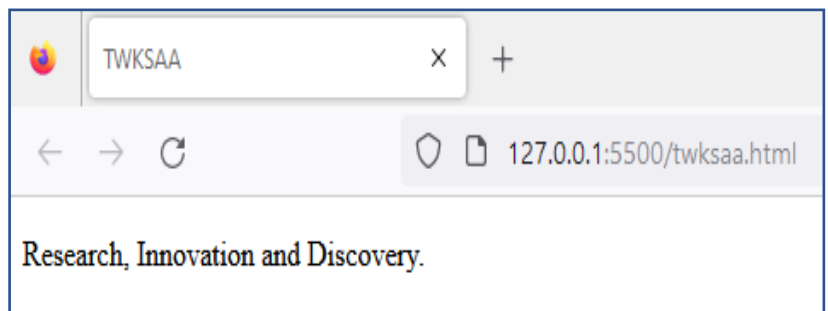 TWKSAA
127.0.0.1:5500/twksaa.html
Research, Innovation and Discovery.